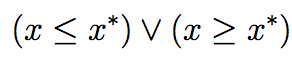 (x ≤ x*) ∨ (x ≥ x*)